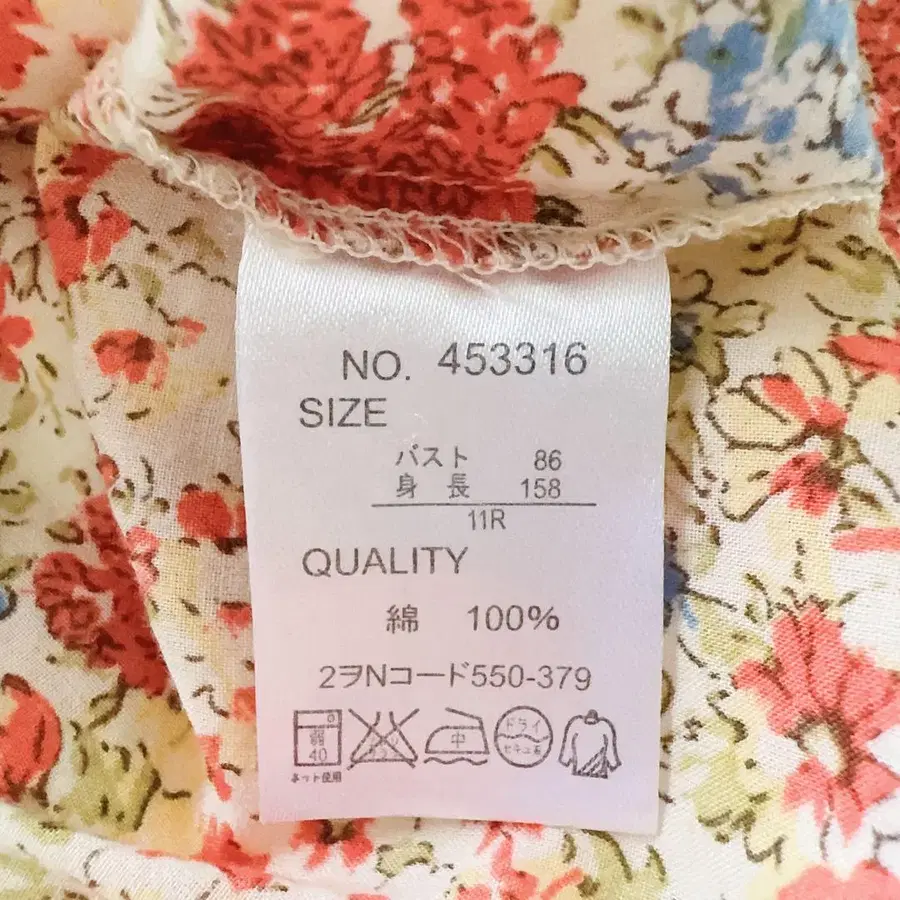 NO. 453316
SIZE
バスト 86
身長 158
11R
QUALITY
綿 100%
2ヲNコード550-379
弱 40 中 ドライ セキユ系
ネット使用